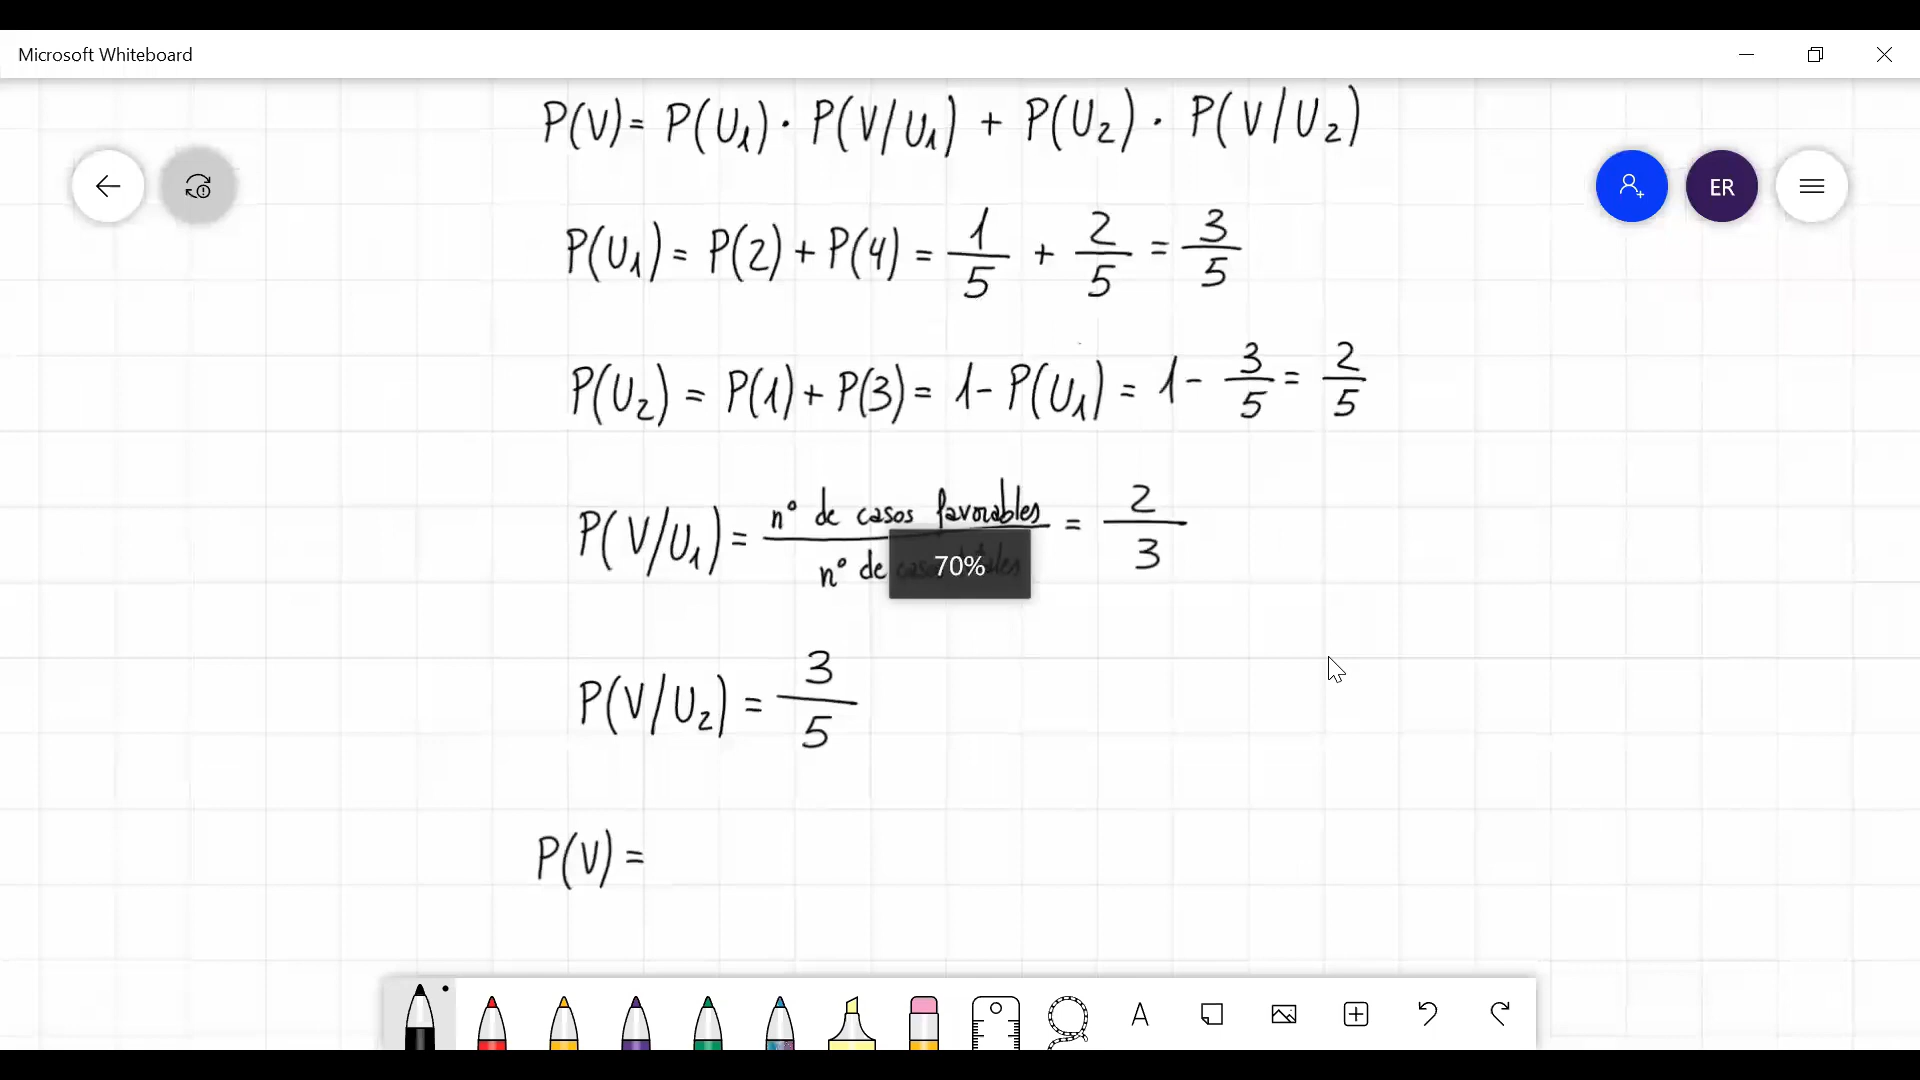 Microsoft Whiteboard
P(V) = P(U₁) · P(V/U₁) + P(U₂) · P(V/U₂)
ER
P(U₁) = P(2) + P(4) = 1/5 + 2/5 = 3/5
P(U₂) = P(1) + P(3) = 1 - P(U₁) = 1 - 3/5 = 2/5
P(V/U₁) = nº de casos favorables / nº de = 2/3
70%
P(V/U₂) = 3/5
P(V) =